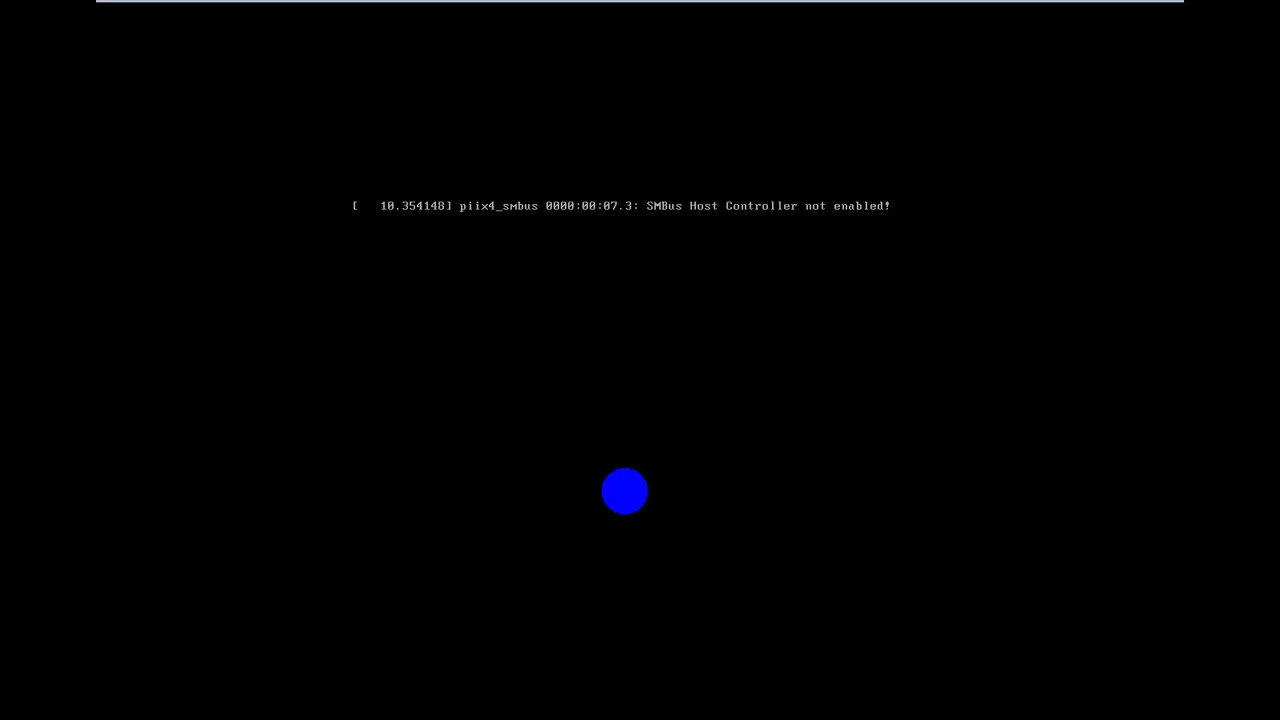 [   10.354148] piix4_smbus 0000:00:07.3: SMBus Host Controller not enabled!